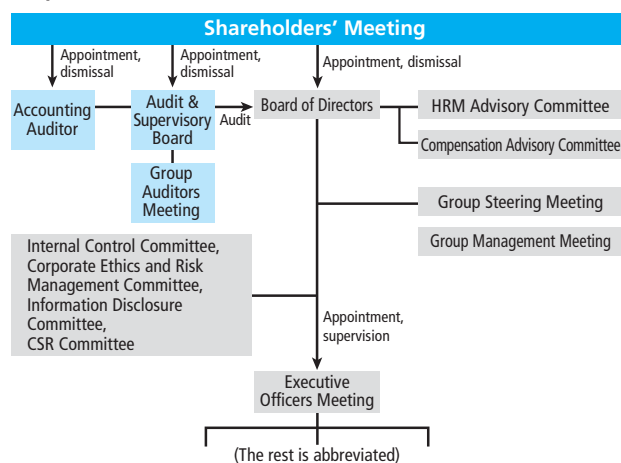 Shareholders’ Meeting
Appointment,
dismissal
Appointment,
dismissal
Appointment, dismissal
Accounting
Auditor
Audit &
Supervisory
Board
Audit
Board of Directors
HRM Advisory Committee
Compensation Advisory Committee
Group
Auditors
Meeting
Group Steering Meeting
Group Management Meeting
Internal Control Committee,
Corporate Ethics and Risk
Management Committee,
Information Disclosure
Committee,
CSR Committee
Appointment,
supervision
Executive
Officers Meeting
(The rest is abbreviated)